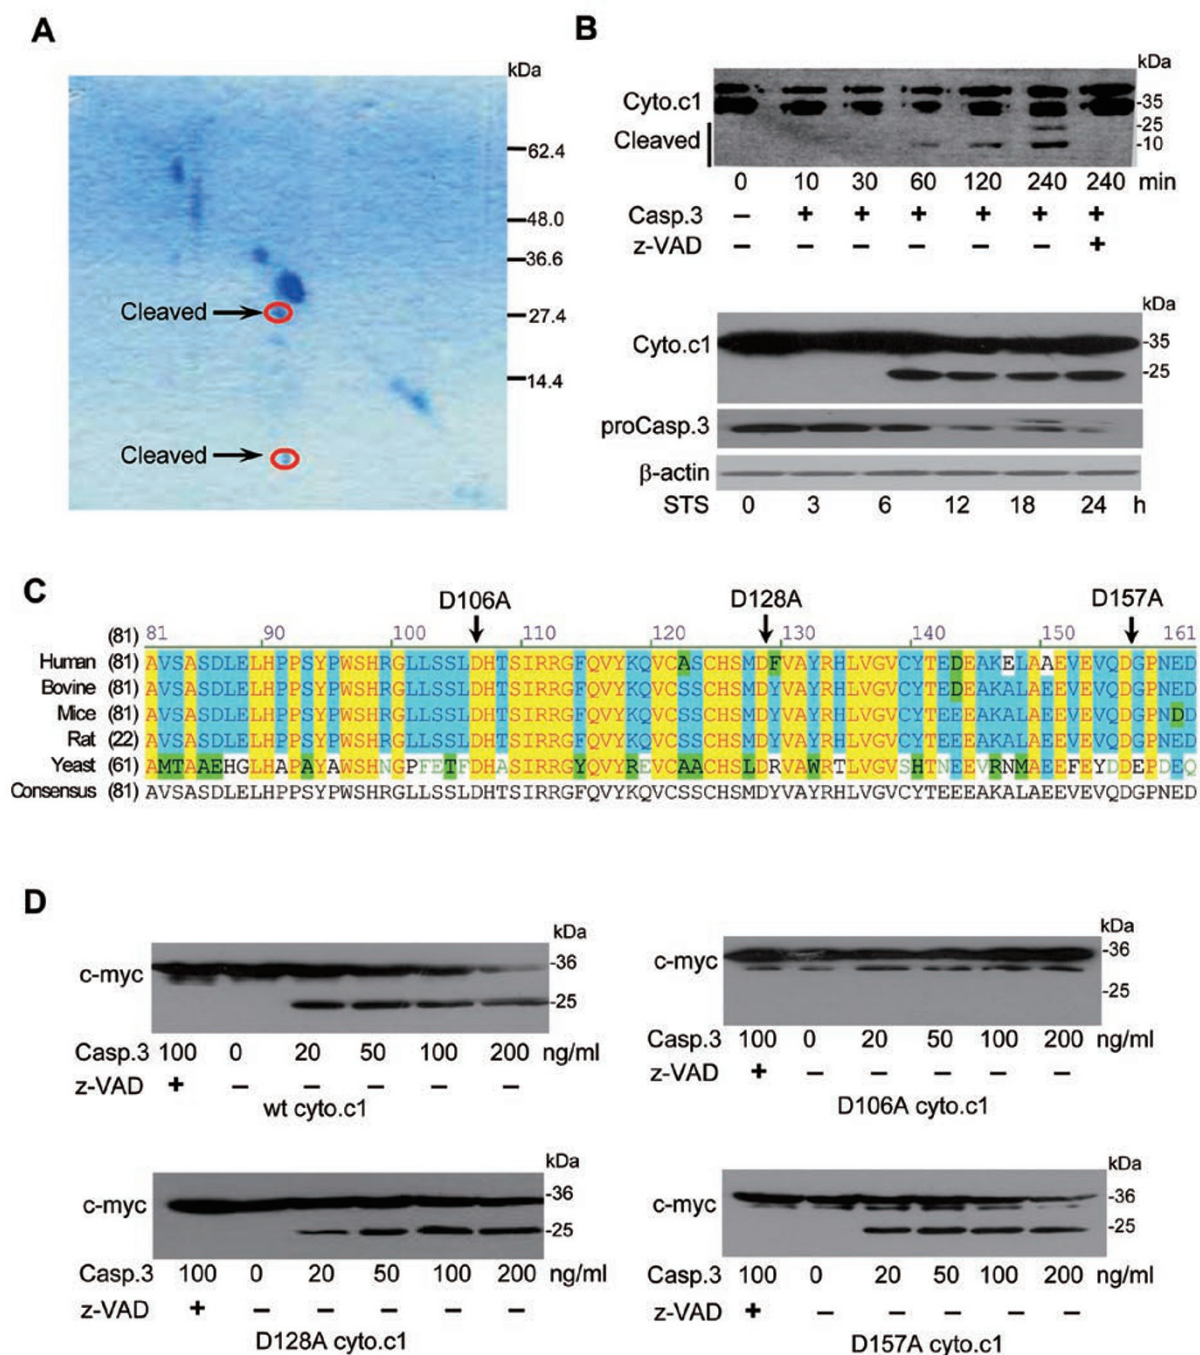 A
kDa
62.4
48.0
36.6
Cleaved
27.4
14.4
Cleaved
B
kDa
Cyto.c1
-35
-25
Cleaved
-10
0 10 30 60 120 240 240 min
Casp.3 – + + + + + +
z-VAD – – – – – – +
kDa
Cyto.c1
-35
-25
proCasp.3
β-actin
STS 0 3 6 12 18 24 h
C
D106A D128A D157A
(81) 81 90 100 110 120 130 140 150 161
Human (81) AVSASDLELHPPSYPWSHRGLLSSLDHTSIRRGFQVYKQVCASCHSMDFVAYRHLVGVCYTEDEAKELAAEVEVQDGPNED
Bovine (81) AVSASDLELHPPSYPWSHRGLLSSLDHTSIRRGFQVYKQVCSSCHSMDYVAYRHLVGVCYTEDEAKALAEEVEVQDGPNED
Mice (81) AVSASDLELHPPSYPWSHRGLLSSLDHTSIRRGFQVYKQVCSSCHSMDYVAYRHLVGVCYTEEEAKALAEEVEVQDGPNDD
Rat (22) AVSASDLELHPPSYPWSHRGLLSSLDHTSIRRGFQVYKQVCSSCHSMDYVAYRHLVGVCYTEEEAKALAEEVEVQDGPNED
Yeast (61) AMTAAEHGLHAPAYAWSHNGPFETFDHASIRRGYQVYREVCAACHSLDRVAWRTLVGVSHTNEEVRNMAEEFEYDDEPDEQ
Consensus (81) AVSASDLELHPPSYPWSHRGLLSSLDHTSIRRGFQVYKQVCSSCHSMDYVAYRHLVGVCYTEEEAKALAEEVEVQDGPNED
D
kDa
c-myc
-36
-25
Casp.3 100 0 20 50 100 200 ng/ml
z-VAD + – – – – –
wt cyto.c1
kDa
c-myc
-36
-25
Casp.3 100 0 20 50 100 200 ng/ml
z-VAD + – – – – –
D106A cyto.c1
kDa
c-myc
-36
-25
Casp.3 100 0 20 50 100 200 ng/ml
z-VAD + – – – – –
D128A cyto.c1
kDa
c-myc
-36
-25
Casp.3 100 0 20 50 100 200 ng/ml
z-VAD + – – – – –
D157A cyto.c1